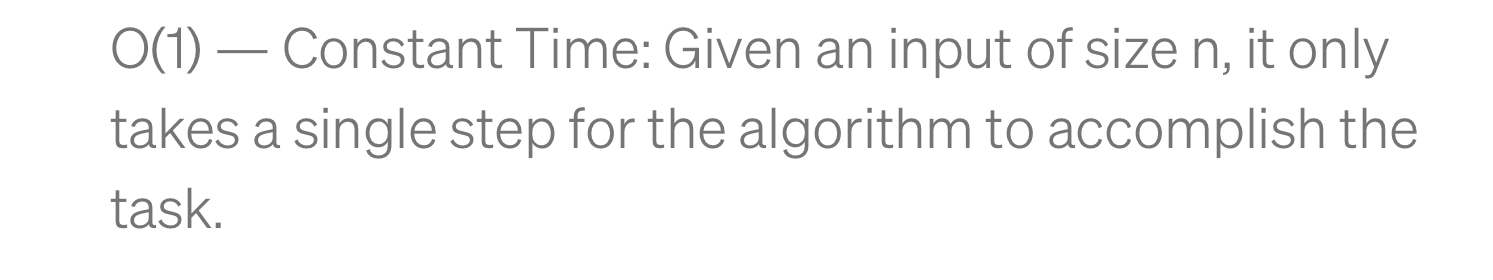 O(1) — Constant Time: Given an input of size n, it only
takes a single step for the algorithm to accomplish the
task.